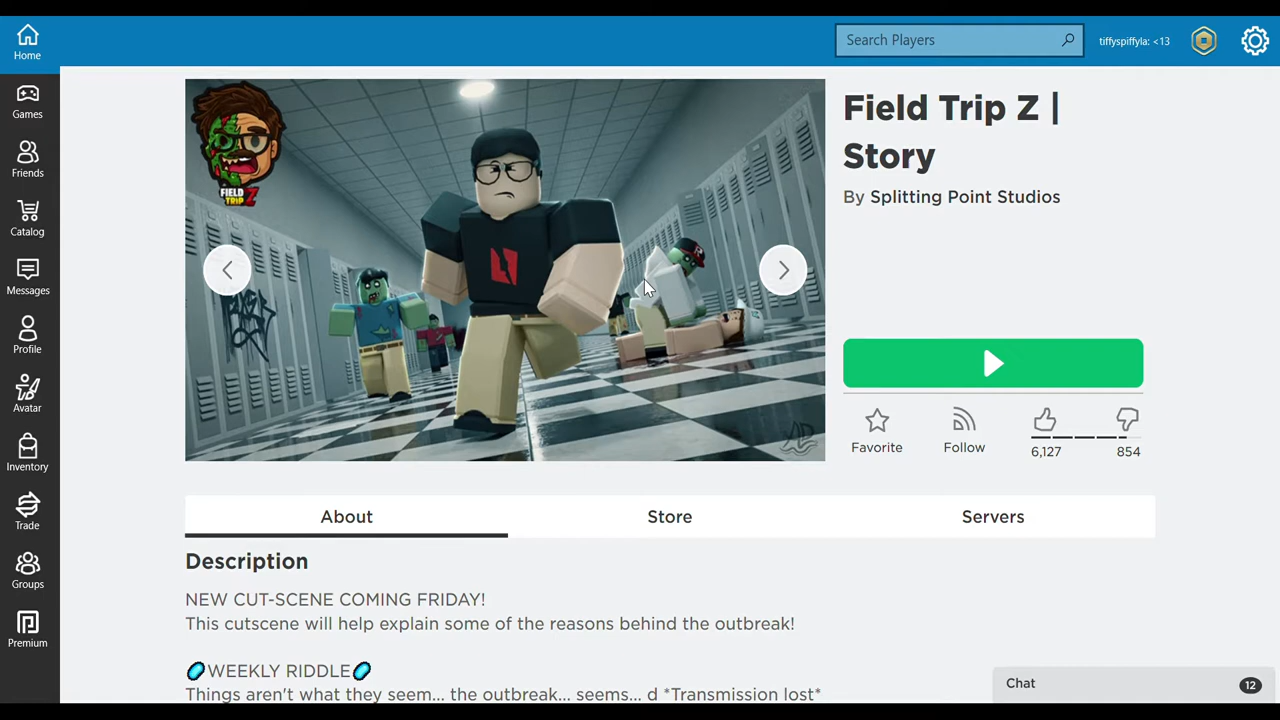 Home
Search Players
tiffyspiffyla: <13
Games
Friends
Catalog
Messages
Profile
Avatar
Inventory
Trade
Groups
Premium
FIELD
TRIP Z
Field Trip Z |
Story
By Splitting Point Studios
Favorite
Follow
6,127
854
About
Store
Servers
Description
NEW CUT-SCENE COMING FRIDAY!
This cutscene will help explain some of the reasons behind the outbreak!
WEEKLY RIDDLE
Things aren't what they seem... the outbreak... seems... d *Transmission lost*
Chat
12